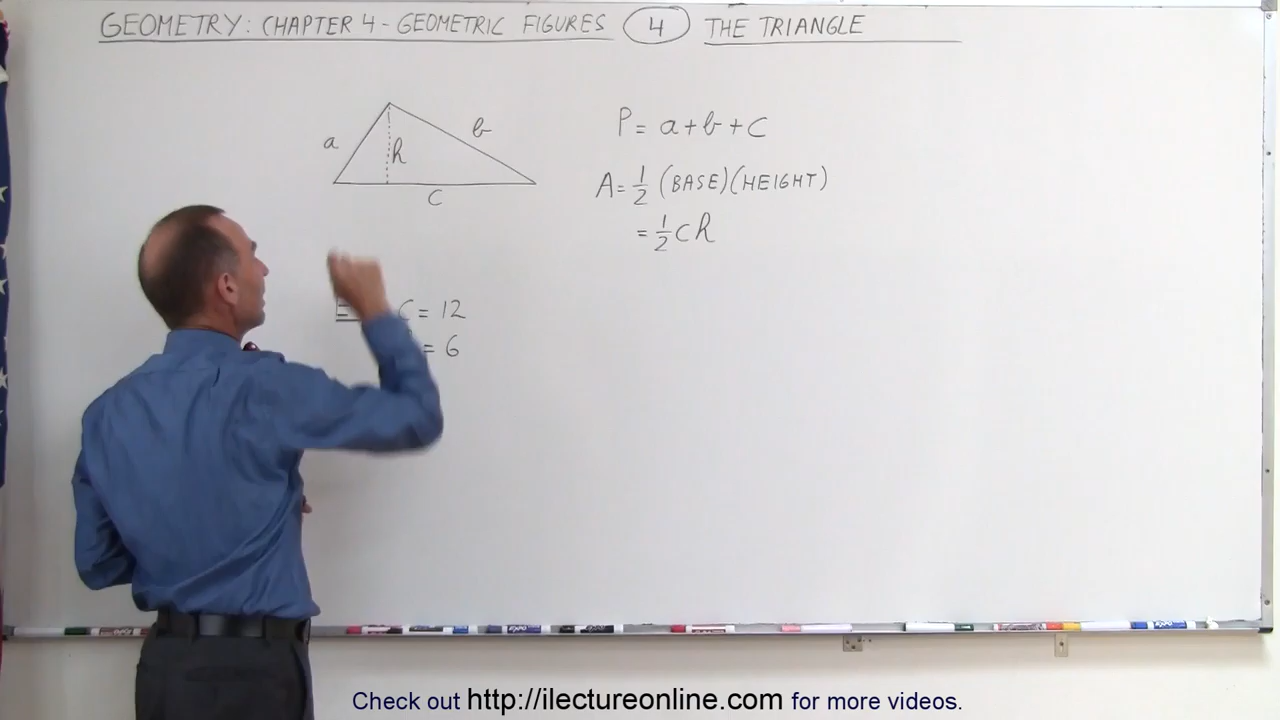 GEOMETRY: CHAPTER 4 - GEOMETRIC FIGURES 4 THE TRIANGLE
a
b
h
c
P = a + b + c
A = 1/2 (BASE)(HEIGHT)
= 1/2 c h
c = 12
= 6
Check out http://ilectureonline.com for more videos.